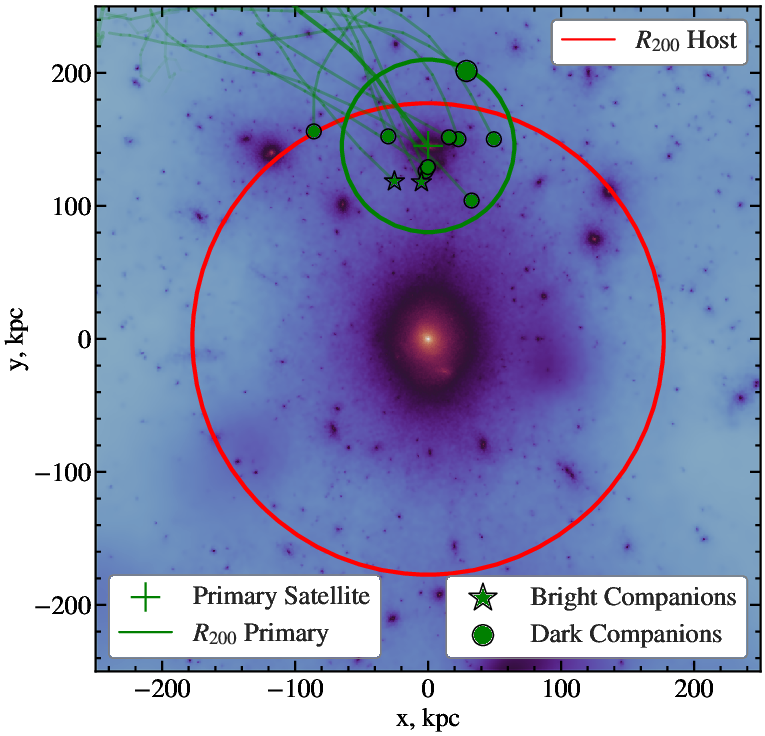 R200 Host
200
100
0
−100
−200
y, kpc
Primary Satellite
R200 Primary
Bright Companions
Dark Companions
−200 −100 0 100 200
x, kpc